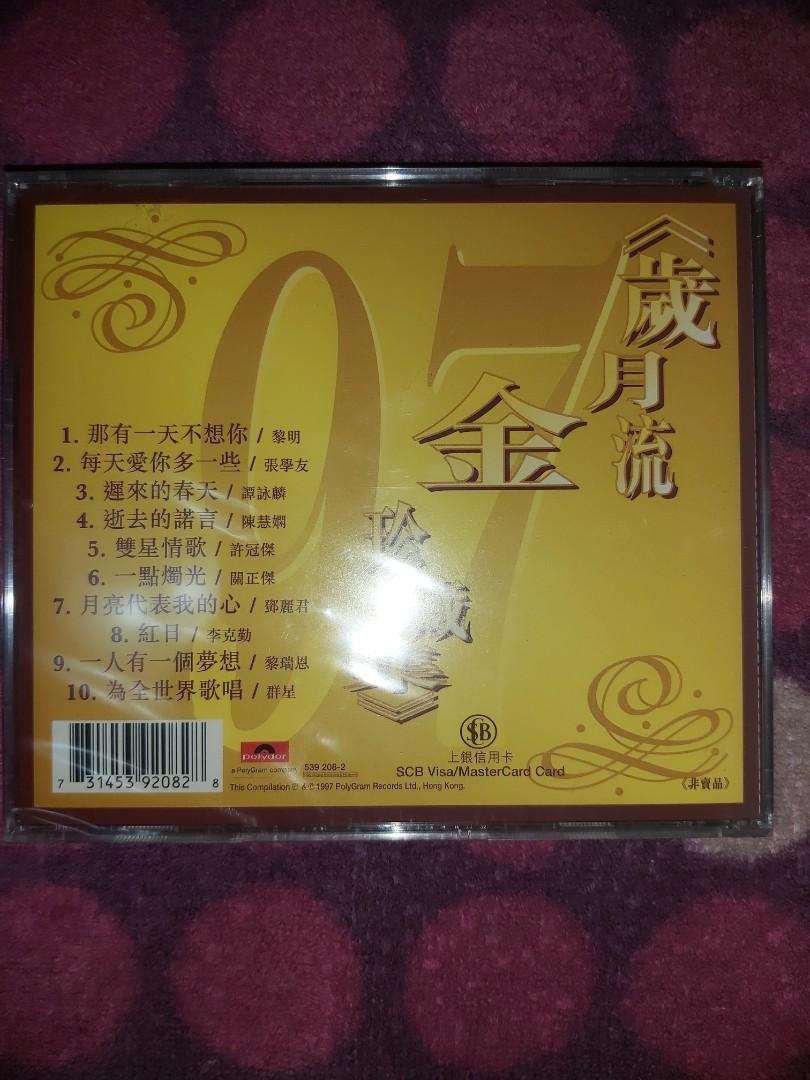 97
《歲月流
金
珍藏集》
1. 那有一天不想你 / 黎明
2. 每天愛你多一些 / 張學友
3. 遲來的春天 / 譚詠麟
4. 逝去的諾言 / 陳慧嫻
5. 雙星情歌 / 許冠傑
6. 一點燭光 / 關正傑
7. 月亮代表我的心 / 鄧麗君
8. 紅日 / 李克勤
9. 一人有一個夢想 / 黎瑞恩
10. 為全世界歌唱 / 群星
7 31453 92082 8
polydor
a PolyGram company
539 208-2
This Compilation ℗ & © 1997 PolyGram Records Ltd., Hong Kong.
SCB
上銀信用卡
SCB Visa/MasterCard Card
《非賣品》